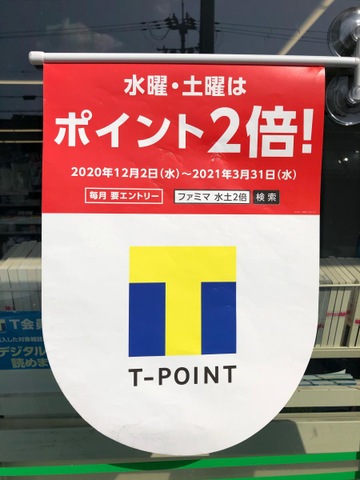 水曜・土曜は
ポイント2倍!
2020年12月2日(水)～2021年3月31日(水)
毎月 要エントリー ファミマ 水土2倍 検索
T-POINT
T会員
デジタル
読めま